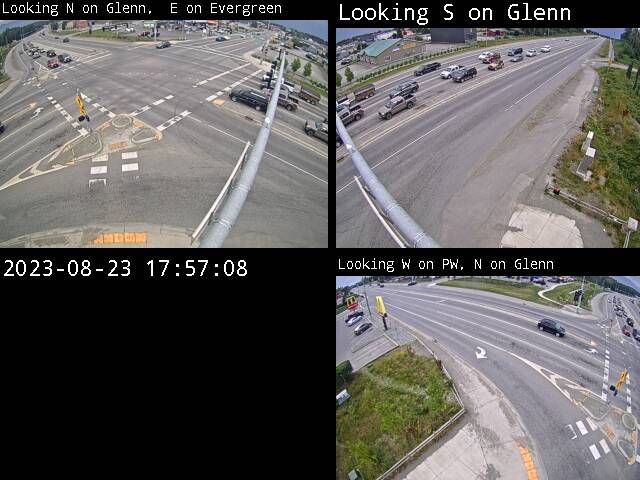 Looking N on Glenn,  E on Evergreen
Looking S on Glenn
2023-08-23 17:57:08
Looking W on PW, N on Glenn